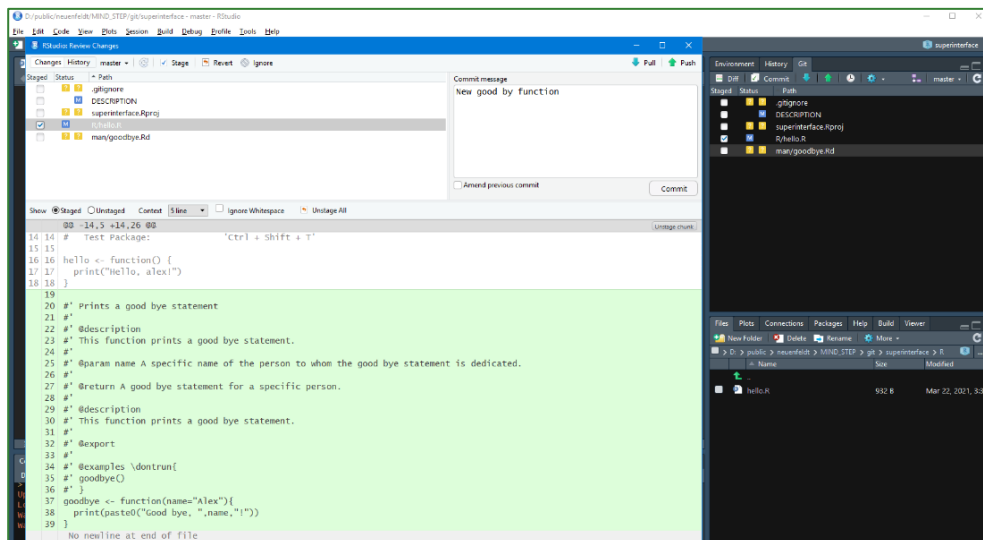 D:/public/neuenfeldt/MIND_STEP/git/superinterface - master - RStudio
File Edit Code View Plots Session Build Debug Profile Tools Help
RStudio: Review Changes
superinterface
Changes History master Stage Revert Ignore Pull Push
Staged Status Path
.gitignore
M DESCRIPTION
superinterface.Rproj
M R/hello.R
man/goodbye.Rd
Commit message
New good by function
Amend previous commit
Commit
Environment History Git
Diff Commit master
Staged Status Path
? ? .gitignore
M DESCRIPTION
? ? superinterface.Rproj
M R/hello.R
? ? man/goodbye.Rd
Show Staged Unstaged Context 5 line Ignore Whitespace Unstage All
@@ -14,5 +14,26 @@ Unstage chunk
14 14 #   Test Package:             'Ctrl + Shift + T'
15 15
16 16 hello <- function() {
17 17   print("Hello, alex!")
18 18 }
19
20 #' Prints a good bye statement
21 #'
22 #' @description
23 #' This function prints a good bye statement.
24 #'
25 #' @param name A specific name of the person to whom the good bye statement is dedicated.
26 #'
27 #' @return A good bye statement for a specific person.
28 #'
29 #' @description
30 #' This function prints a good bye statement.
31 #'
32 #' @export
33 #'
34 #' @examples \dontrun{
35 #' goodbye()
36 #' }
37 goodbye <- function(name="Alex"){
38   print(paste0("Good bye, ",name,"!"))
39 }
No newline at end of file
Files Plots Connections Packages Help Build Viewer
New Folder Delete Rename More
D: > public > neuenfeldt > MIND_STEP > git > superinterface > R
Name Size Modified
..
hello.R 932 B Mar 22, 2021, 3:3